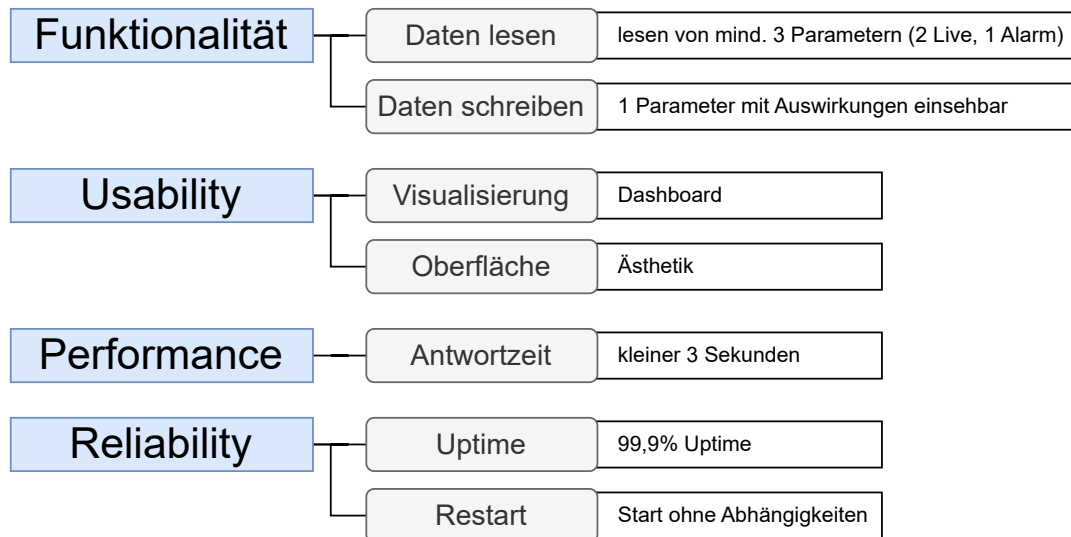 Funktionalität
Daten lesen
lesen von mind. 3 Parametern (2 Live, 1 Alarm)
Daten schreiben
1 Parameter mit Auswirkungen einsehbar
Usability
Visualisierung
Dashboard
Oberfläche
Ästhetik
Performance
Antwortzeit
kleiner 3 Sekunden
Reliability
Uptime
99,9% Uptime
Restart
Start ohne Abhängigkeiten